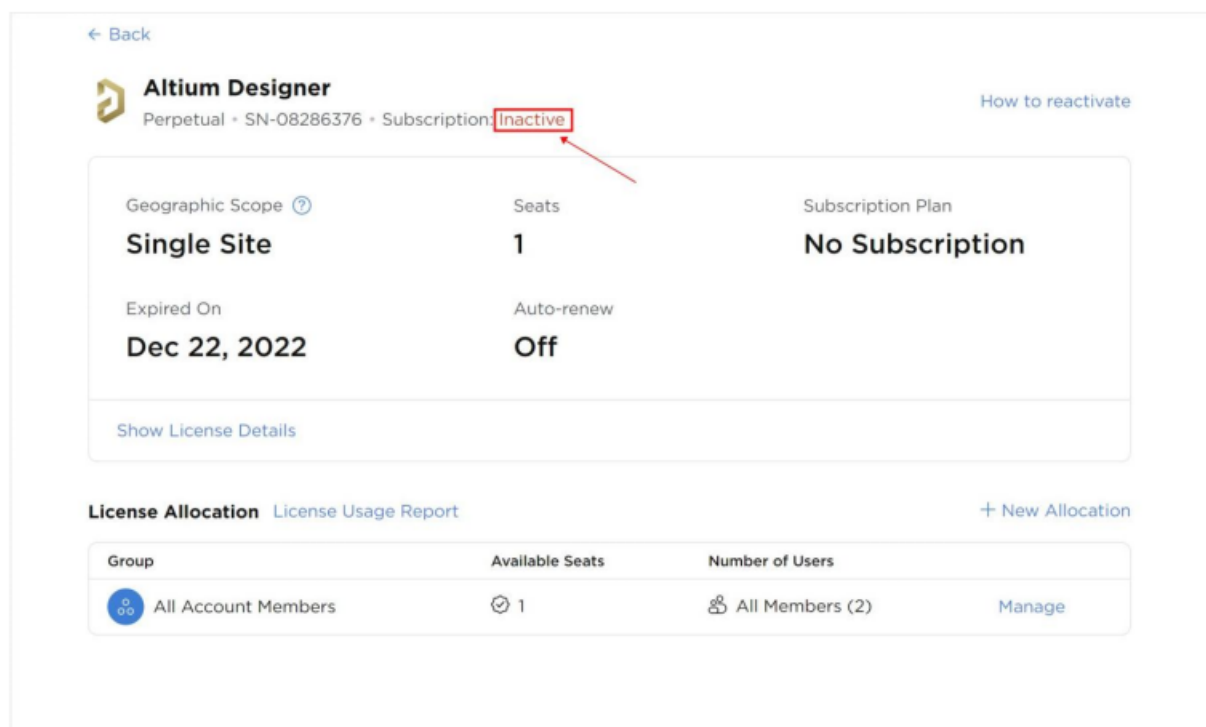 ← Back
Altium Designer
Perpetual • SN-08286376 • Subscription: Inactive
How to reactivate
Geographic Scope ?
Seats
Subscription Plan
Single Site
1
No Subscription
Expired On
Auto-renew
Dec 22, 2022
Off
Show License Details
License Allocation License Usage Report
+ New Allocation
Group Available Seats Number of Users
All Account Members 1 All Members (2) Manage